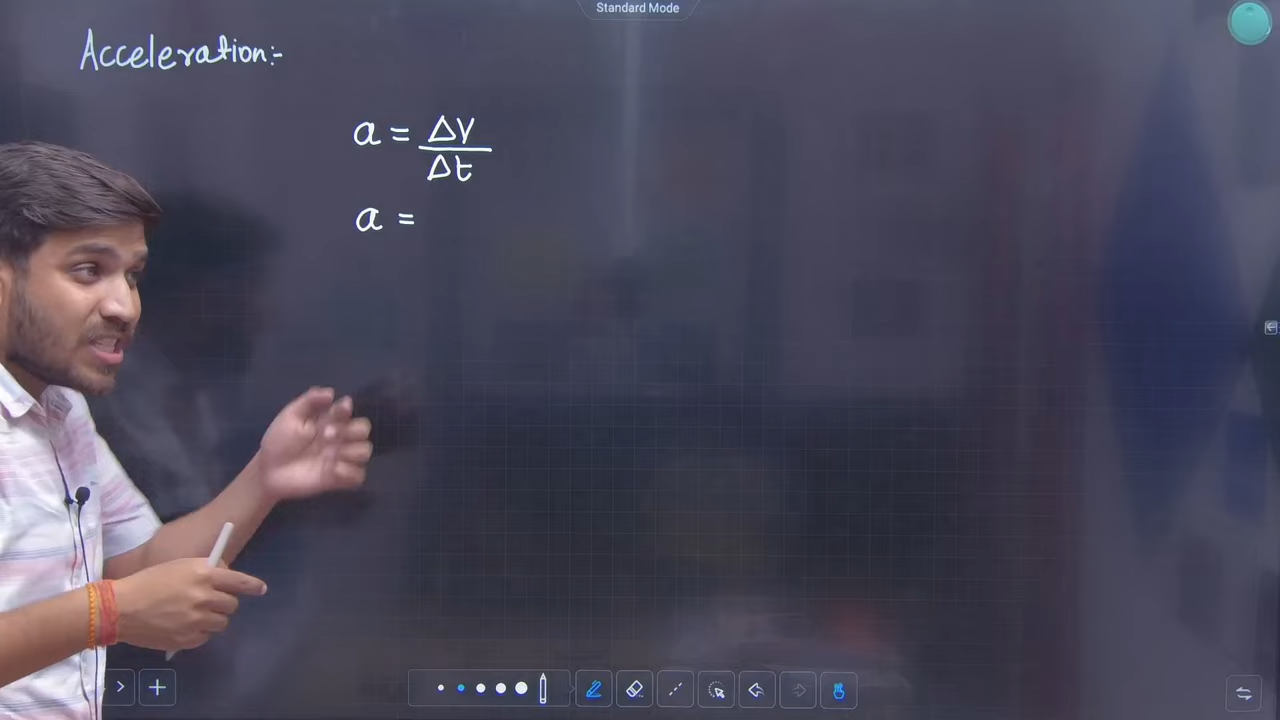 Standard Mode
Acceleration:-
a = ΔV / Δt
a =